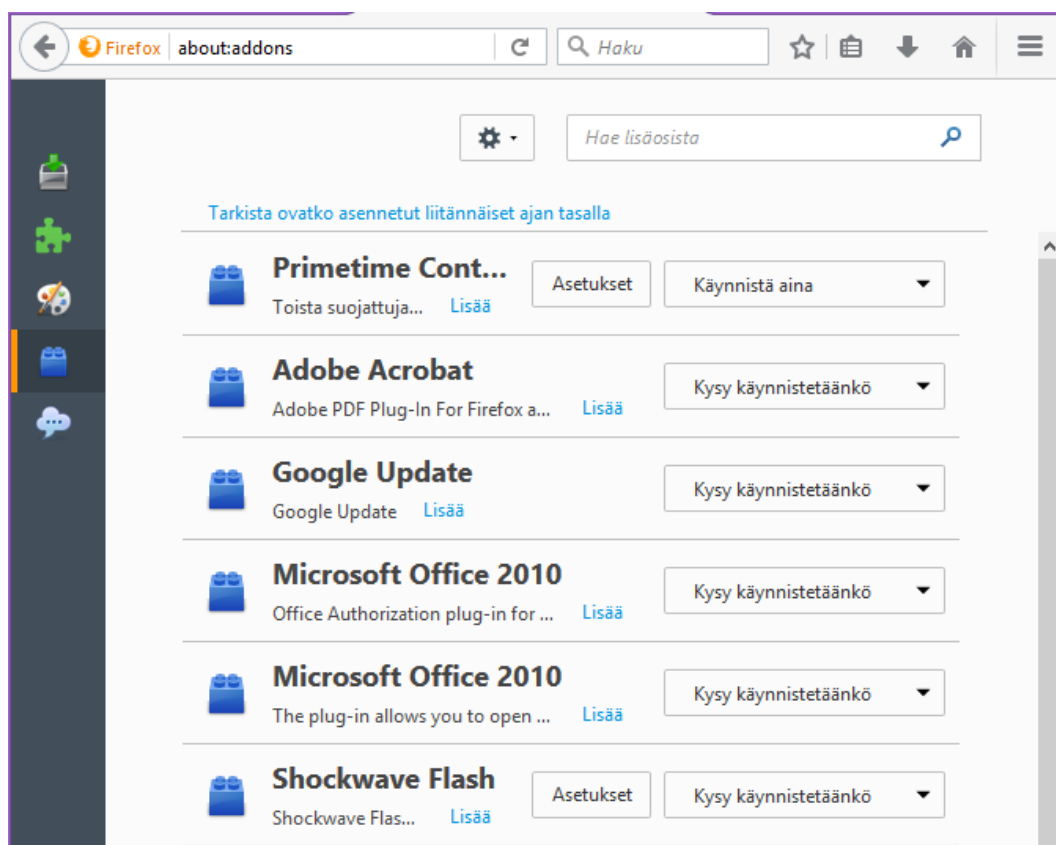 Firefox about:addons Haku
Hae lisäosista
Tarkista ovatko asennetut liitännäiset ajan tasalla
Primetime Cont... Asetukset Käynnistä aina
Toista suojattuja... Lisää
Adobe Acrobat Kysy käynnistetäänkö
Adobe PDF Plug-In For Firefox a... Lisää
Google Update Kysy käynnistetäänkö
Google Update Lisää
Microsoft Office 2010 Kysy käynnistetäänkö
Office Authorization plug-in for ... Lisää
Microsoft Office 2010 Kysy käynnistetäänkö
The plug-in allows you to open ... Lisää
Shockwave Flash Asetukset Kysy käynnistetäänkö
Shockwave Flas... Lisää